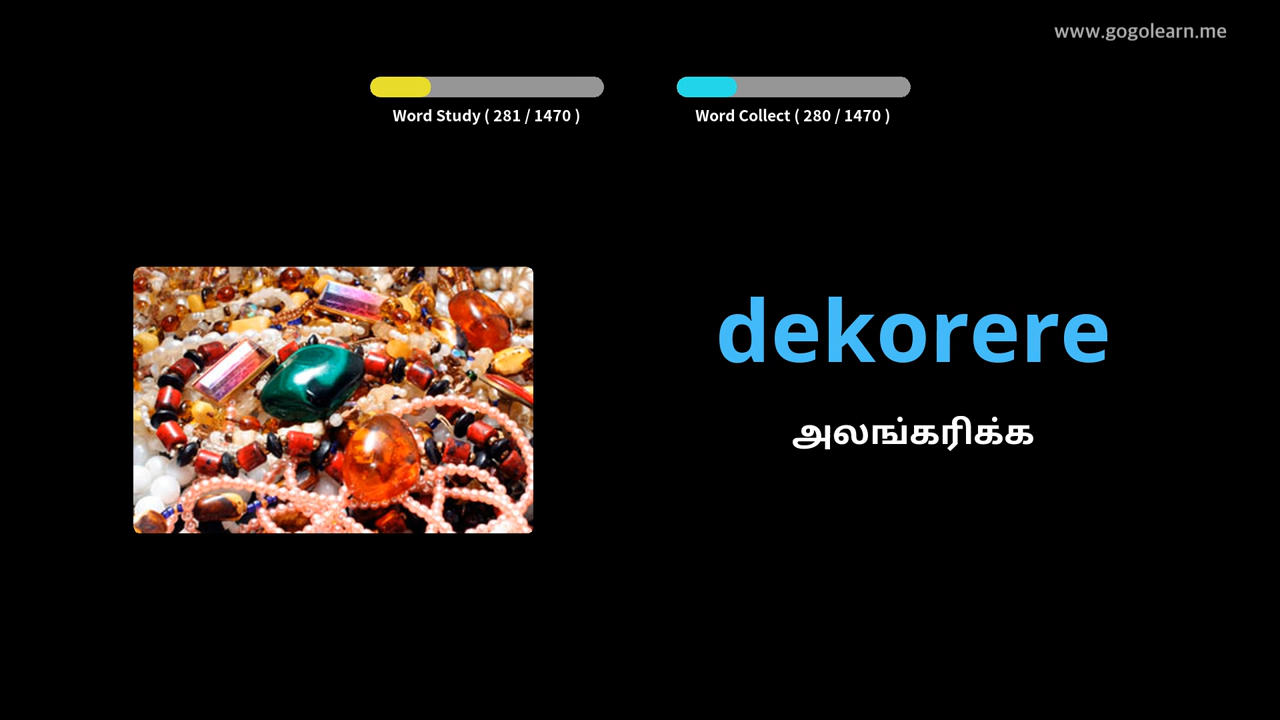 www.gogolearn.me
Word Study ( 281 / 1470 )
Word Collect ( 280 / 1470 )
dekorere
அலங்கரிக்க